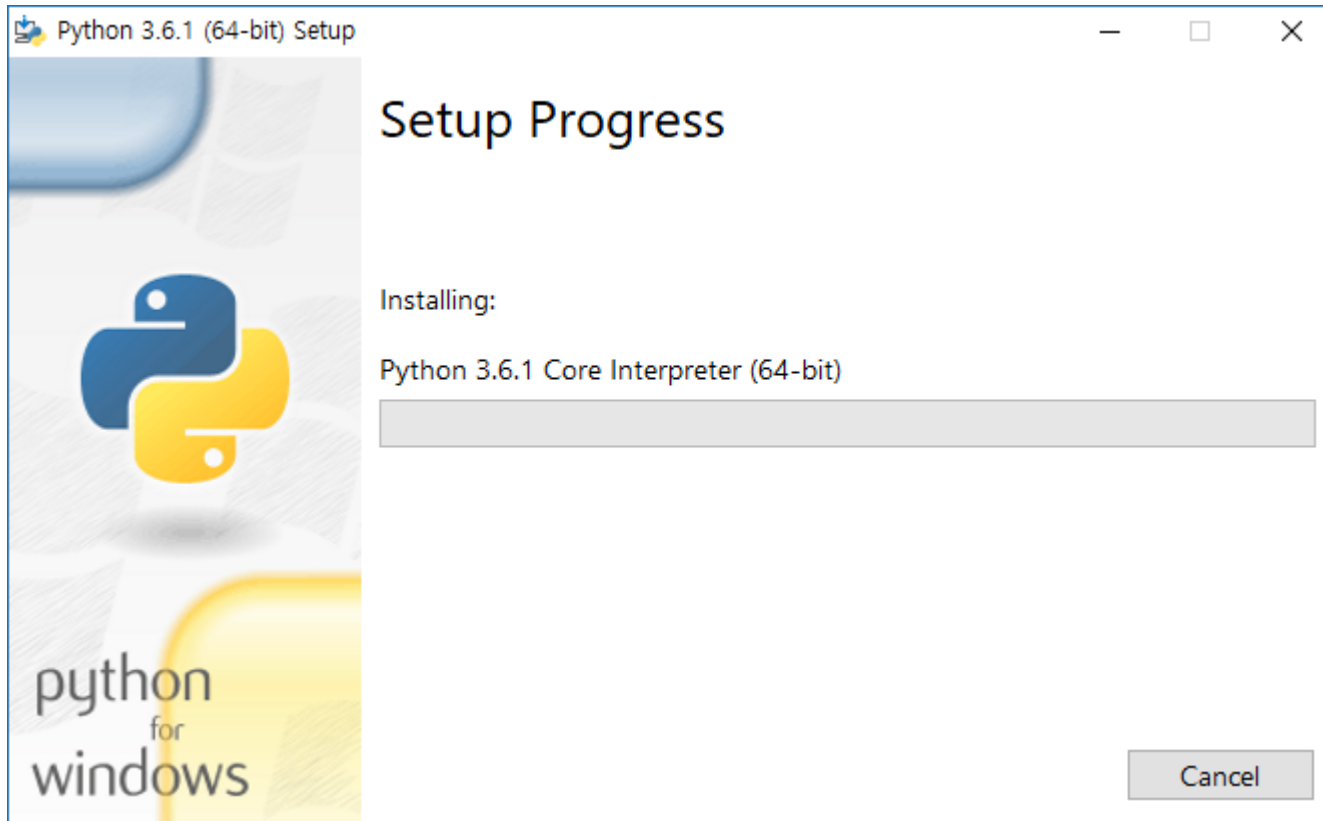 Python 3.6.1 (64-bit) Setup
Setup Progress
Installing:
Python 3.6.1 Core Interpreter (64-bit)
python
for
windows
Cancel